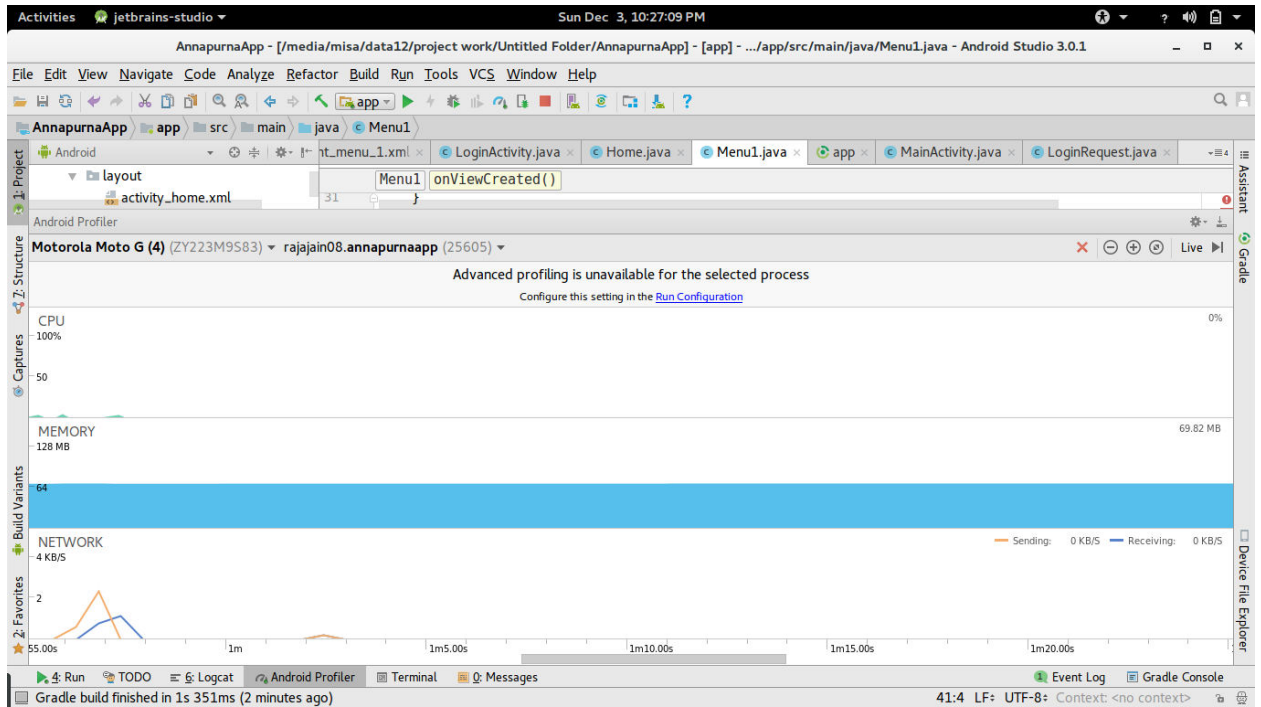 Activities jetbrains-studio Sun Dec 3, 10:27:09 PM ?
AnnapurnaApp - [/media/misa/data12/project work/Untitled Folder/AnnapurnaApp] - [app] - .../app/src/main/java/Menu1.java - Android Studio 3.0.1
File Edit View Navigate Code Analyze Refactor Build Run Tools VCS Window Help
app ?
AnnapurnaApp app src main java Menu1
1: Project
Android
nt_menu_1.xml LoginActivity.java Home.java Menu1.java app MainActivity.java LoginRequest.java 4
layout
Menu1 onViewCreated()
activity_home.xml 31 }
Android Profiler
Motorola Moto G (4) (ZY223M9S83) rajajain08.annapurnaapp (25605) Live
Advanced profiling is unavailable for the selected process
Configure this setting in the Run Configuration
CPU 0%
100%
50
MEMORY 69.82 MB
128 MB
64
NETWORK Sending: 0 KB/S Receiving: 0 KB/S
4 KB/S
2
55.00s 1m 1m5.00s 1m10.00s 1m15.00s 1m20.00s
7: Structure
Captures
Build Variants
2: Favorites
Assistant
Gradle
Device File Explorer
4: Run TODO 6: Logcat Android Profiler Terminal 0: Messages 1 Event Log Gradle Console
Gradle build finished in 1s 351ms (2 minutes ago) 41:4 LF÷ UTF-8÷ Context: <no context>